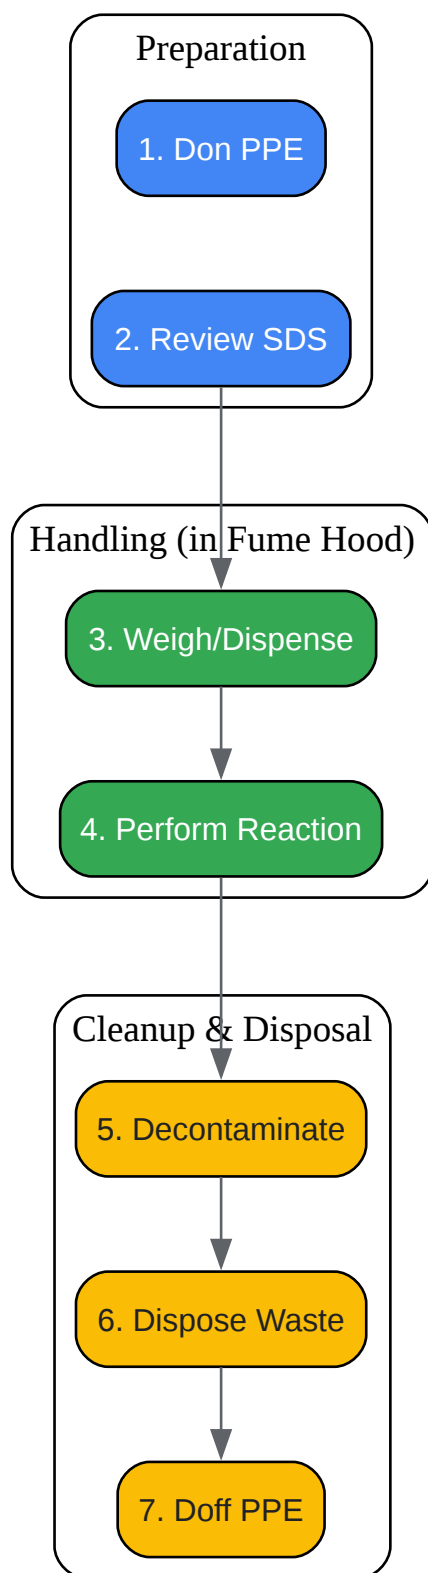 Preparation
1. Don PPE
2. Review SDS
Handling (in Fume Hood)
3. Weigh/Dispense
4. Perform Reaction
Cleanup & Disposal
5. Decontaminate
6. Dispose Waste
7. Doff PPE